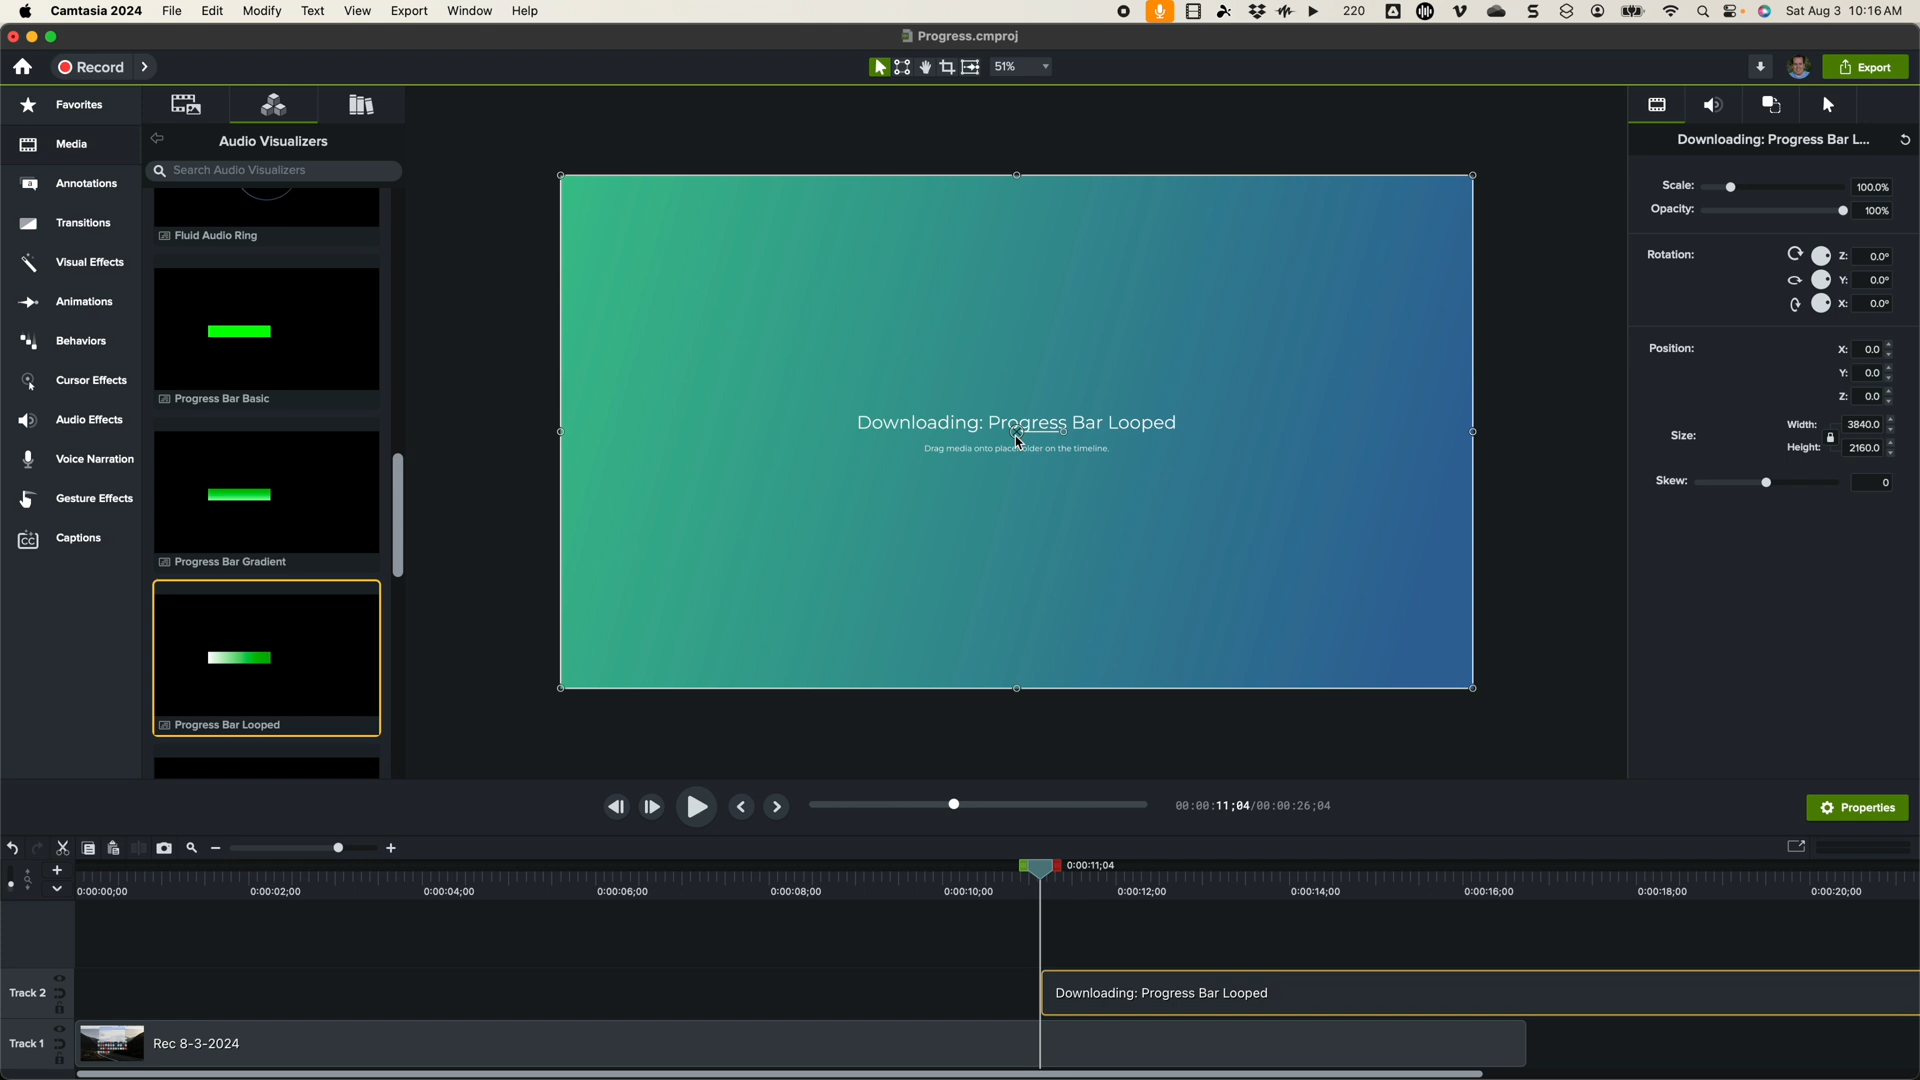 Camtasia 2024 File Edit Modify Text View Export Window Help 220 Sat Aug 3 10:16 AM
Progress.cmproj
Record 51% Export
Favorites
Media
Annotations
Transitions
Visual Effects
Animations
Behaviors
Cursor Effects
Audio Effects
Voice Narration
Gesture Effects
CC Captions
Audio Visualizers
Search Audio Visualizers
Fluid Audio Ring
Progress Bar Basic
Progress Bar Gradient
Progress Bar Looped
Downloading: Progress Bar Looped
Drag media onto placeholder on the timeline.
Downloading: Progress Bar L...
Scale: 100.0%
Opacity: 100%
Rotation: Z: 0.0°
Y: 0.0°
X: 0.0°
Position: X: 0.0
Y: 0.0
Z: 0.0
Size: Width: 3840.0
Height: 2160.0
Skew: 0
00:00:11;04/00:00:26;04
Properties
0:00:11;04
0:00:00;00 0:00:02;00 0:00:04;00 0:00:06;00 0:00:08;00 0:00:10;00 0:00:12;00 0:00:14;00 0:00:16;00 0:00:18;00 0:00:20;00
Track 2 Downloading: Progress Bar Looped
Track 1 Rec 8-3-2024